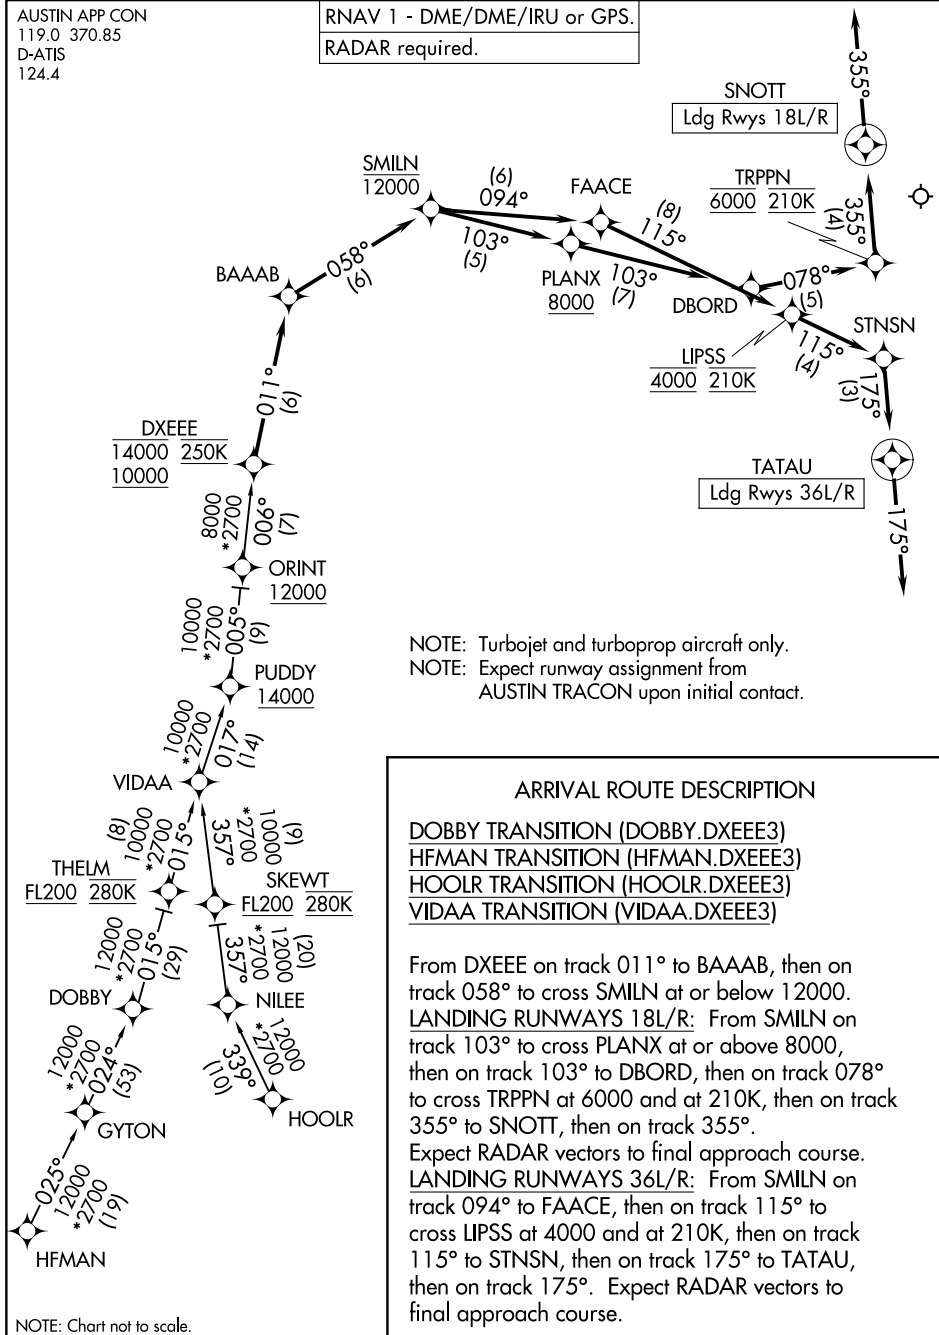 AUSTIN APP CON
119.0 370.85
D-ATIS
124.4
RNAV 1 - DME/DME/IRU or GPS.
RADAR required.
355°
SNOTT
Ldg Rwys 18L/R
SMILN
12000
(6)
094°
FAACE
TRPPN
6000 210K
355°
(4)
(8)
115°
103°
(5)
BAAAB
058°
(6)
PLANX
8000
103°
(7)
DBORD
078°
(5)
STNSN
LIPSS
4000 210K
115°
(4)
175°
(3)
011°
(6)
DXEEE
14000 250K
10000
TATAU
Ldg Rwys 36L/R
175°
8000
*2700
006°
(7)
ORINT
12000
10000
*2700
005°
(9)
PUDDY
14000
NOTE: Turbojet and turboprop aircraft only.
NOTE: Expect runway assignment from
AUSTIN TRACON upon initial contact.
10000
*2700
017°
(14)
VIDAA
(8)
10000
*2700
015°
(9)
10000
*2700
357°
THELM
FL200 280K
SKEWT
FL200 280K
12000
*2700
015°
(29)
(20)
12000
*2700
357°
DOBBY
NILEE
12000
*2700
024°
(53)
12000
*2700
339°
(10)
GYTON
HOOLR
025°
12000
*2700
(19)
HFMAN
NOTE: Chart not to scale.
ARRIVAL ROUTE DESCRIPTION
DOBBY TRANSITION (DOBBY.DXEEE3)
HFMAN TRANSITION (HFMAN.DXEEE3)
HOOLR TRANSITION (HOOLR.DXEEE3)
VIDAA TRANSITION (VIDAA.DXEEE3)
From DXEEE on track 011° to BAAAB, then on
track 058° to cross SMILN at or below 12000.
LANDING RUNWAYS 18L/R: From SMILN on
track 103° to cross PLANX at or above 8000,
then on track 103° to DBORD, then on track 078°
to cross TRPPN at 6000 and at 210K, then on track
355° to SNOTT, then on track 355°.
Expect RADAR vectors to final approach course.
LANDING RUNWAYS 36L/R: From SMILN on
track 094° to FAACE, then on track 115° to
cross LIPSS at 4000 and at 210K, then on track
115° to STNSN, then on track 175° to TATAU,
then on track 175°. Expect RADAR vectors to
final approach course.